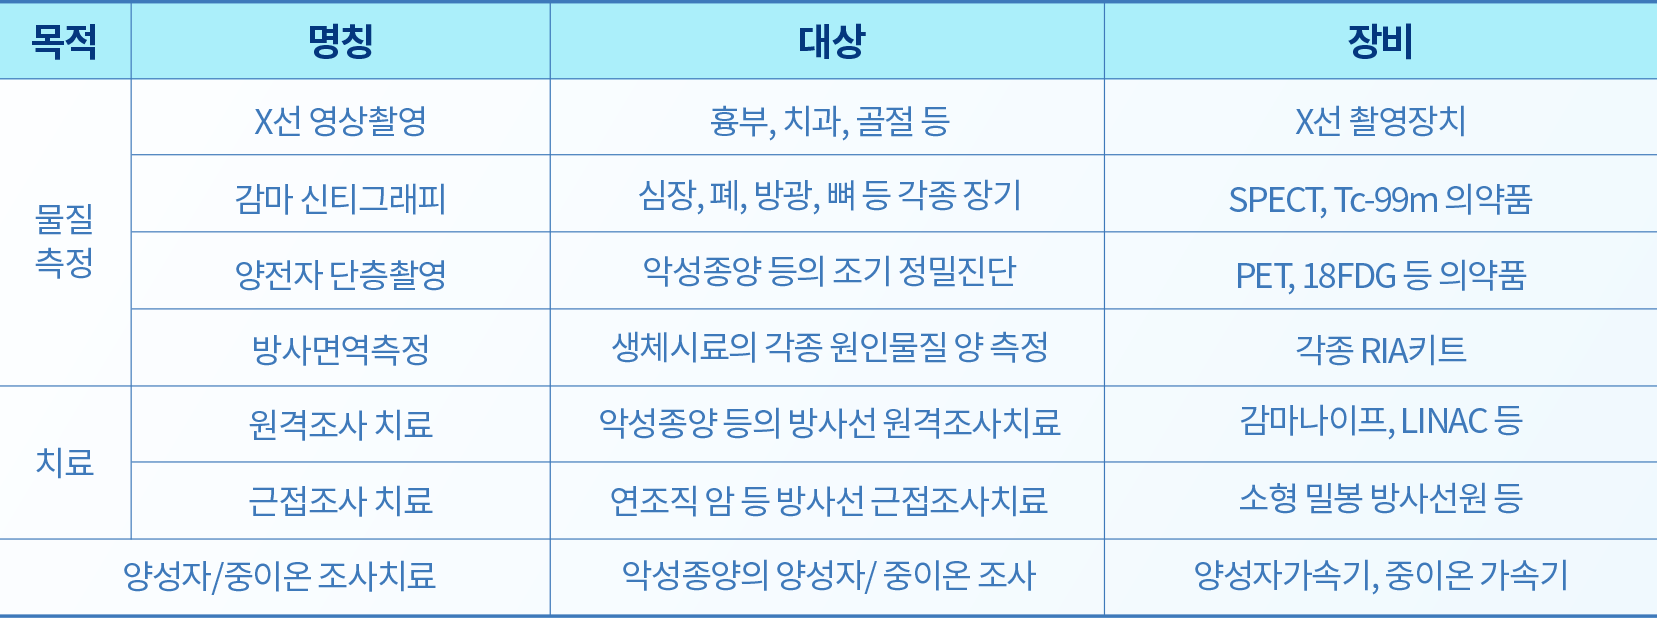 목적 명칭 대상 장비
X선 영상촬영 흉부, 치과, 골절 등 X선 촬영장치
물질
측정
감마 신티그래피 심장, 폐, 방광, 뼈 등 각종 장기 SPECT, Tc-99m 의약품
양전자 단층촬영 악성종양 등의 조기 정밀진단 PET, 18FDG 등 의약품
방사면역측정 생체시료의 각종 원인물질 양 측정 각종 RIA키트
치료
원격조사 치료 악성종양 등의 방사선 원격조사치료 감마나이프, LINAC 등
근접조사 치료 연조직 암 등 방사선 근접조사치료 소형 밀봉 방사선원 등
양성자/중이온 조사치료 악성종양의 양성자/ 중이온 조사 양성자가속기, 중이온 가속기